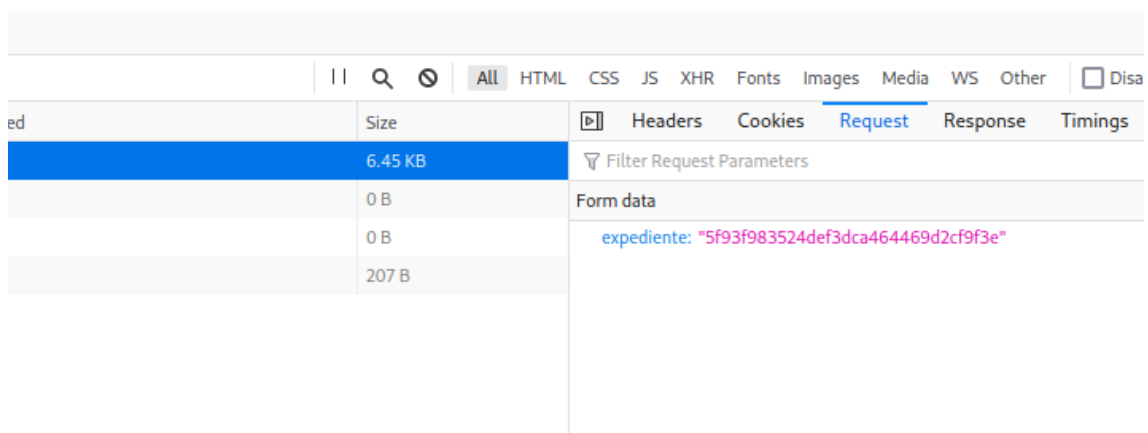 All HTML CSS JS XHR Fonts Images Media WS Other Disa
ed Size Headers Cookies Request Response Timings
6.45 KB Filter Request Parameters
0 B Form data
0 B expediente: "5f93f983524def3dca464469d2cf9f3e"
207 B